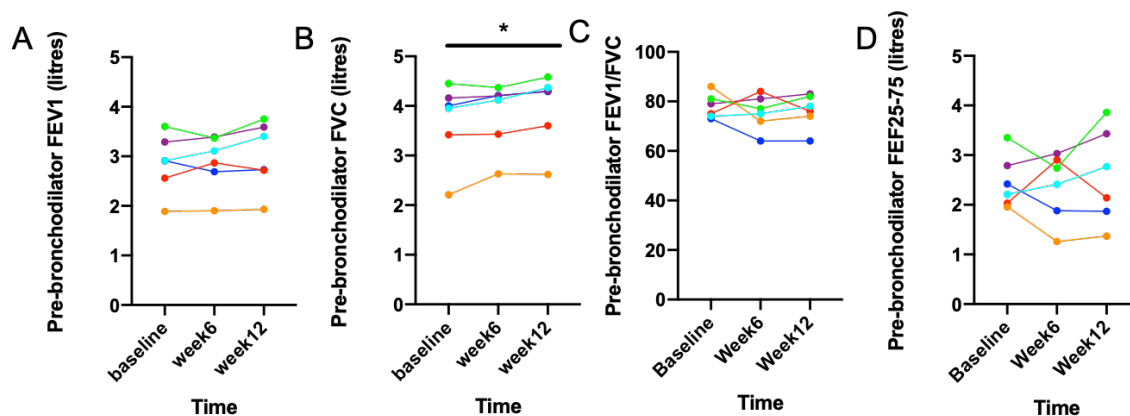 A
Pre-bronchodilator FEV1 (litres)
5
4
3
2
1
0
baseline
week6
week12
Time
B
*
Pre-bronchodilator FVC (litres)
5
4
3
2
1
0
baseline
week6
week12
Time
C
Pre-bronchodilator FEV1/FVC
100
80
60
40
20
0
Baseline
Week6
Week12
Time
D
Pre-bronchodilator FEF25-75 (litres)
5
4
3
2
1
0
Baseline
Week6
Week12
Time